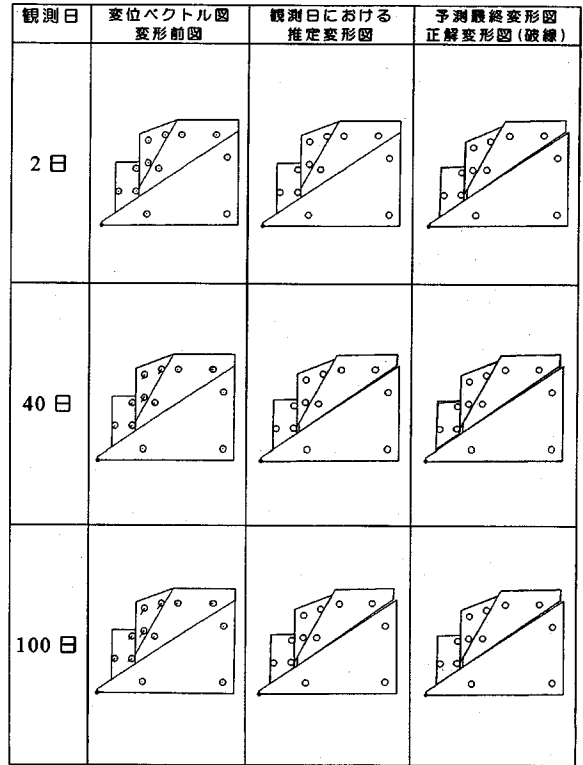 観測日
変位ベクトル図
変形前図
観測日における
推定変形図
予測最終変形図
正解変形図(破線)
2日
40日
100日